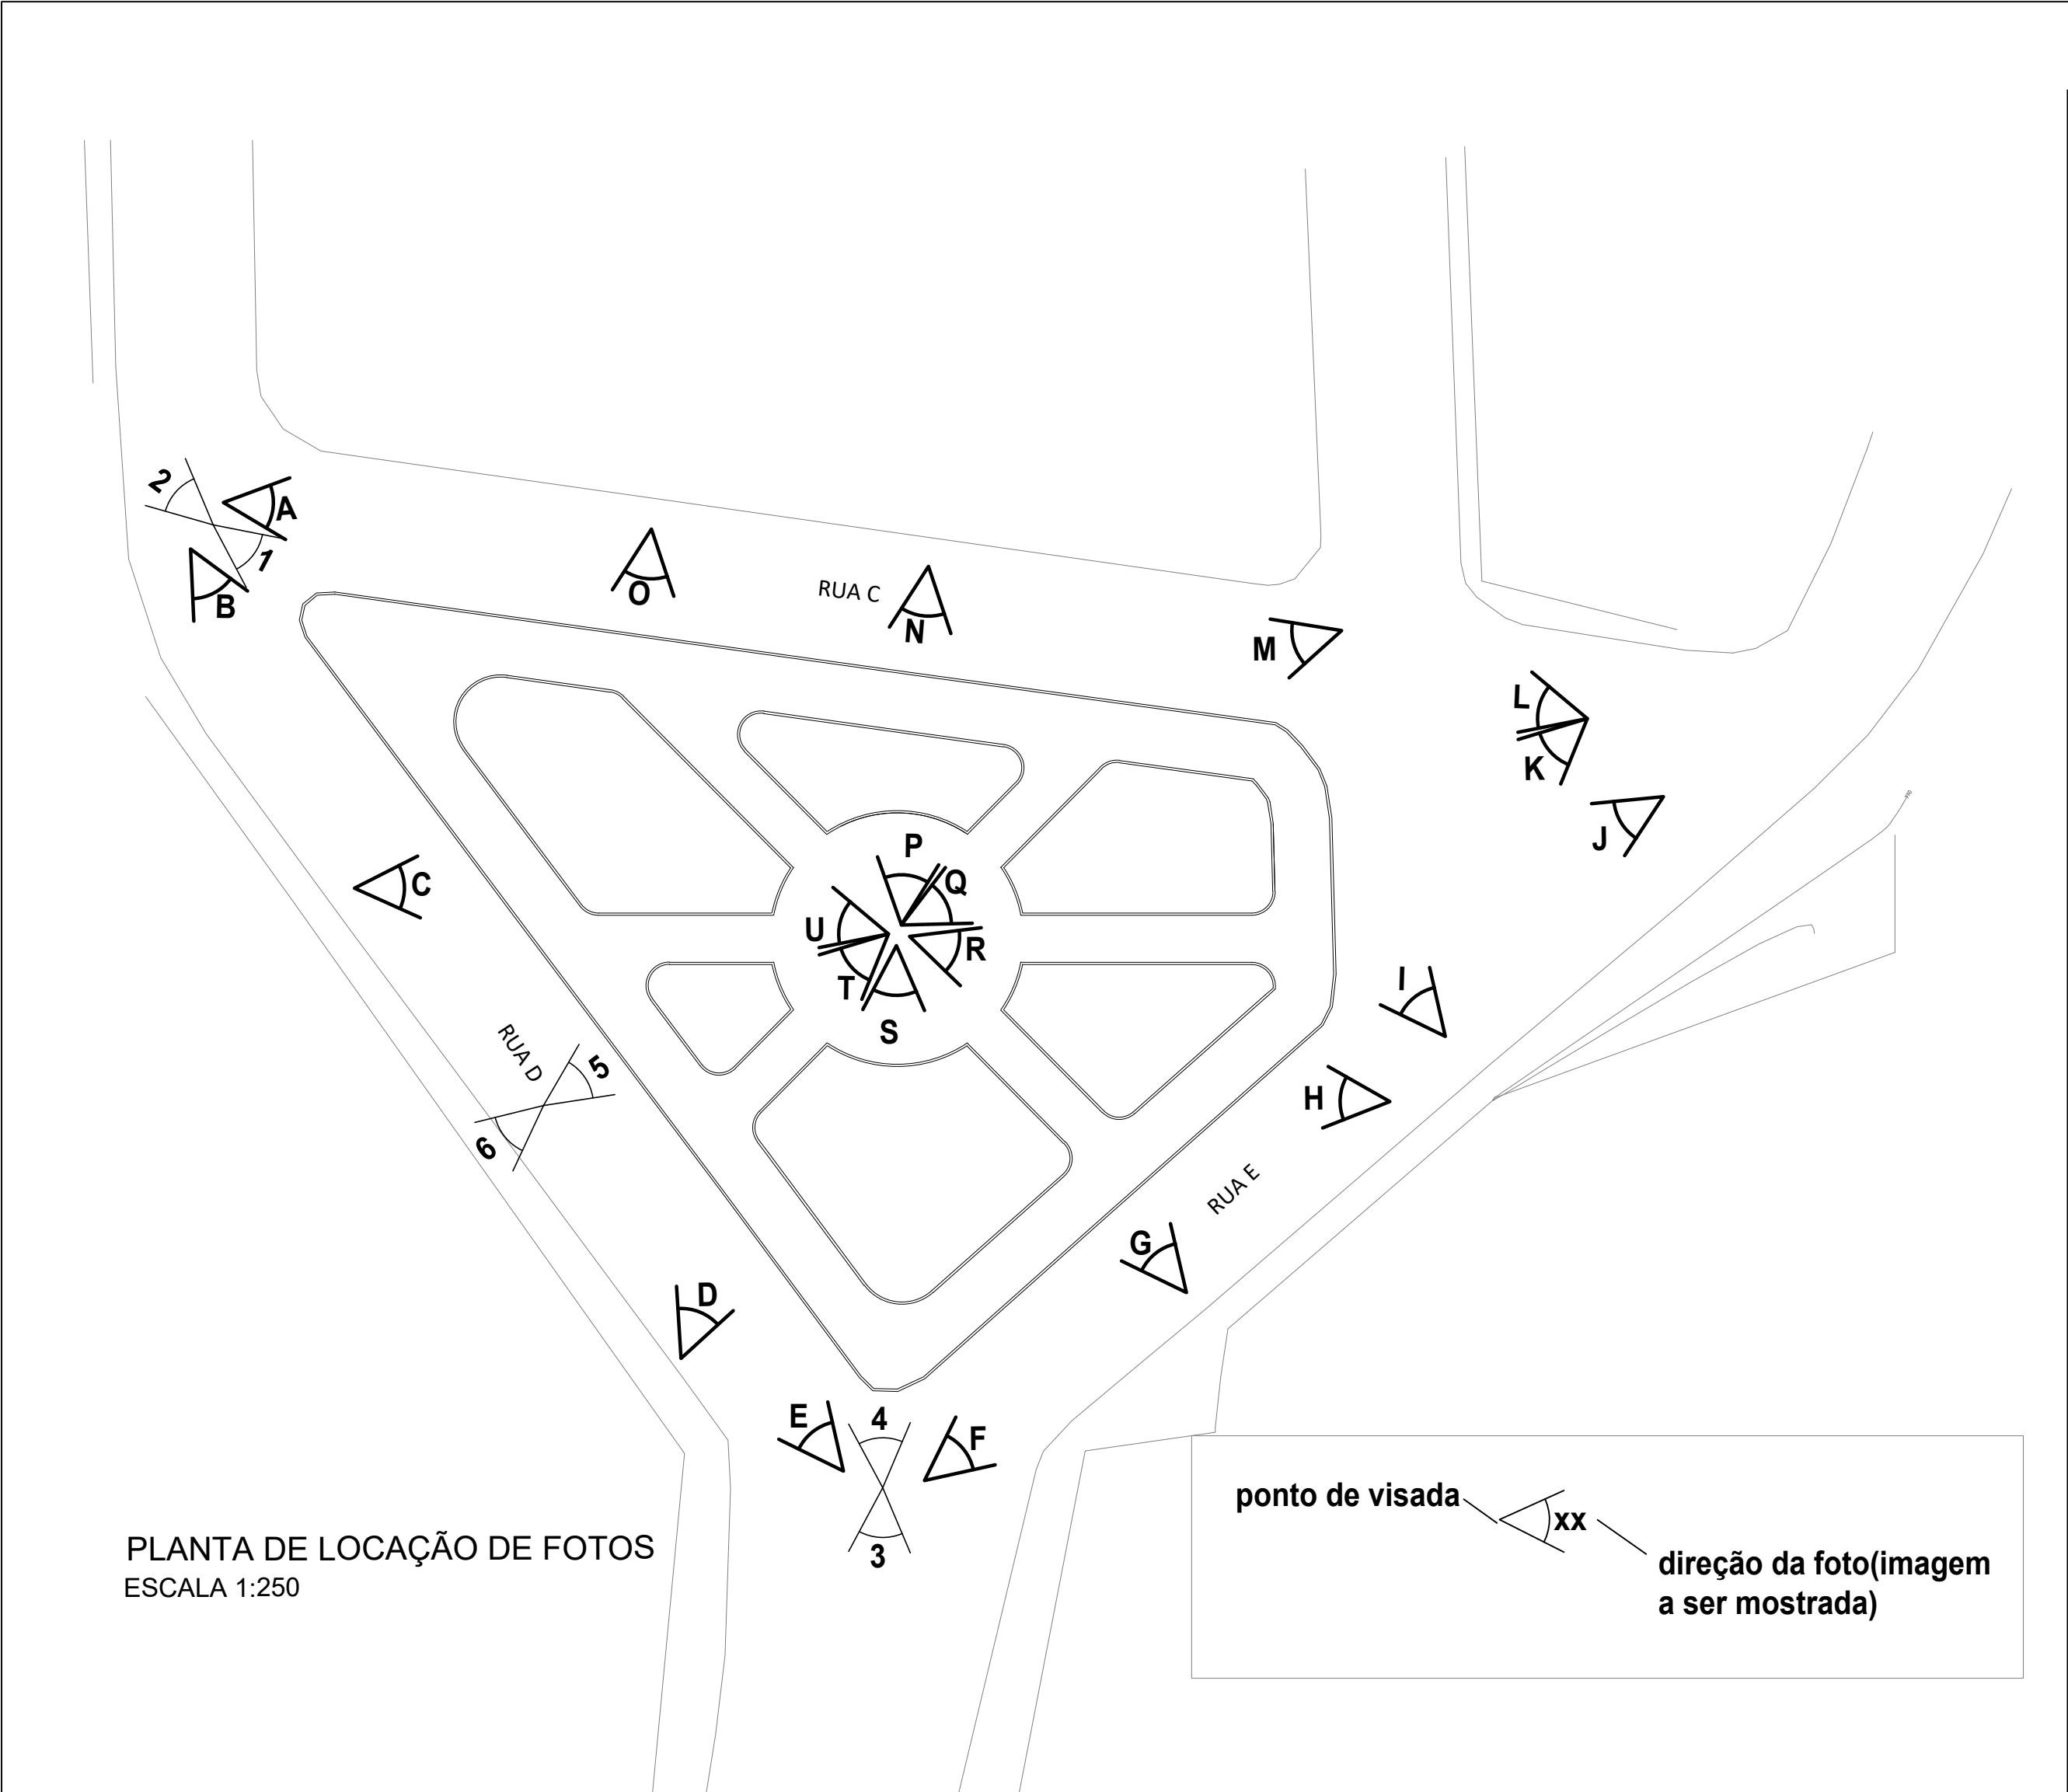 2
A
1
B
O
RUA C
N
M
L
K
J
P
Q
C
U
R
T
S
I
RUA D
5
6
H
RUA E
G
D
E
4
F
3
ponto de visada
xx
direção da foto(imagem
a ser mostrada)
PLANTA DE LOCAÇÃO DE FOTOS
ESCALA 1:250